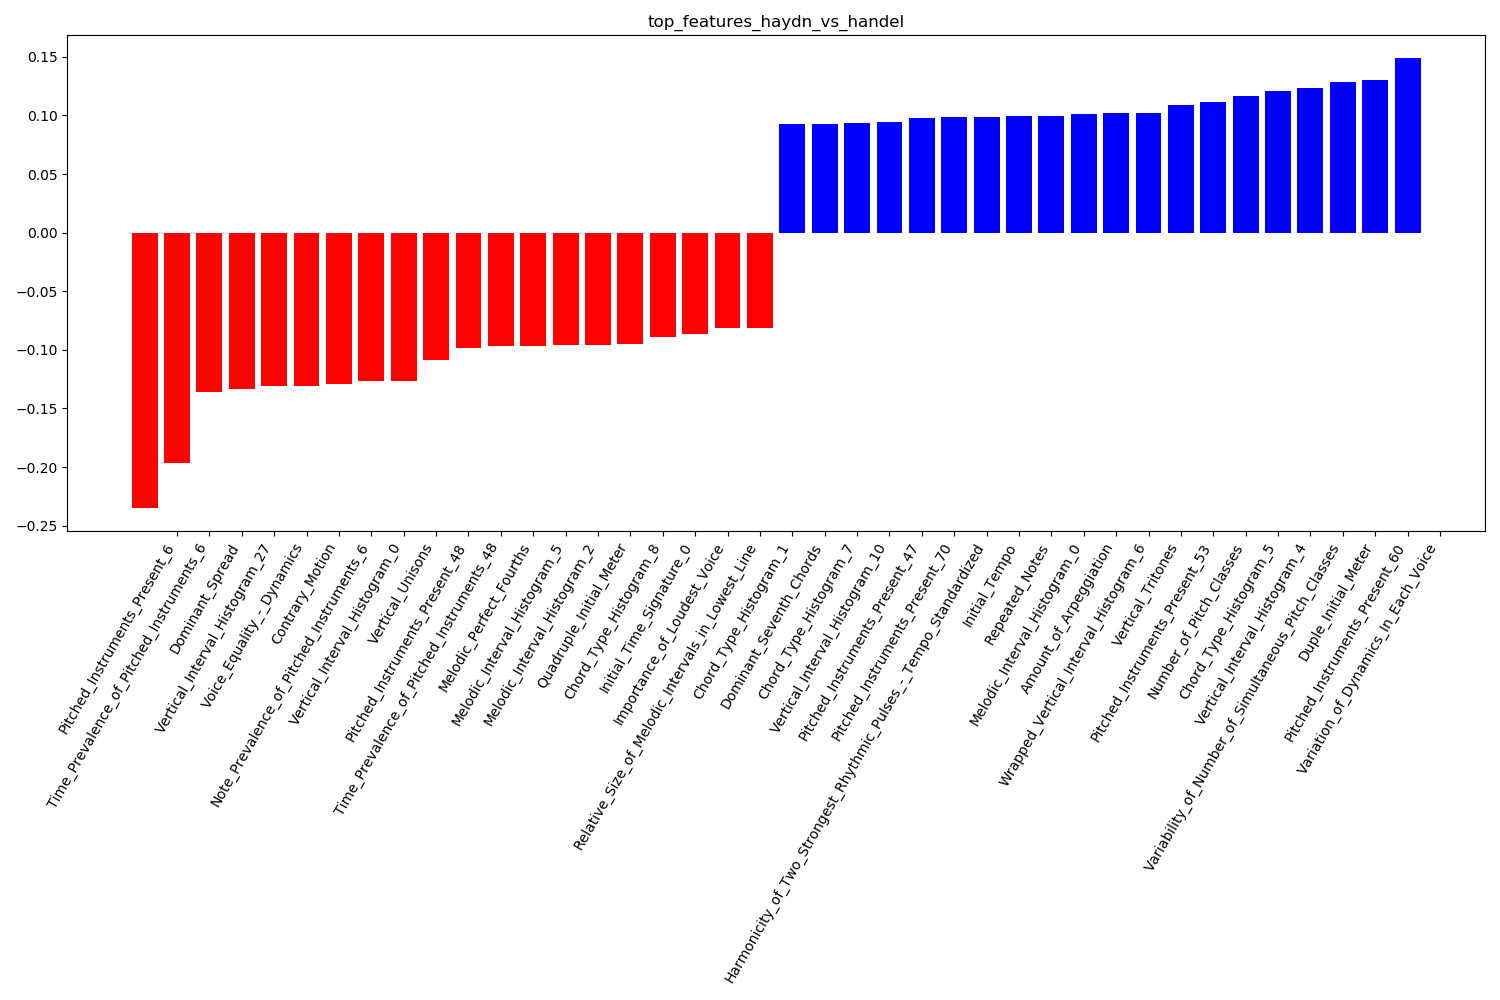 top_features_haydn_vs_handel
0.15
0.10
0.05
0.00
−0.05
−0.10
−0.15
−0.20
−0.25
Pitched_Instruments_Present_6
Time_Prevalence_of_Pitched_Instruments_6
Dominant_Spread
Vertical_Interval_Histogram_27
Voice_Equality_-_Dynamics
Contrary_Motion
Note_Prevalence_of_Pitched_Instruments_6
Vertical_Interval_Histogram_0
Vertical_Unisons
Pitched_Instruments_Present_48
Time_Prevalence_of_Pitched_Instruments_48
Melodic_Perfect_Fourths
Melodic_Interval_Histogram_5
Melodic_Interval_Histogram_2
Quadruple_Initial_Meter
Chord_Type_Histogram_8
Initial_Time_Signature_0
Importance_of_Loudest_Voice
Relative_Size_of_Melodic_Intervals_in_Lowest_Line
Chord_Type_Histogram_1
Dominant_Seventh_Chords
Chord_Type_Histogram_7
Vertical_Interval_Histogram_10
Pitched_Instruments_Present_47
Pitched_Instruments_Present_70
Harmonicity_of_Two_Strongest_Rhythmic_Pulses_-_Tempo_Standardized
Initial_Tempo
Repeated_Notes
Melodic_Interval_Histogram_0
Amount_of_Arpeggiation
Wrapped_Vertical_Interval_Histogram_6
Vertical_Tritones
Pitched_Instruments_Present_53
Number_of_Pitch_Classes
Chord_Type_Histogram_5
Vertical_Interval_Histogram_4
Variability_of_Number_of_Simultaneous_Pitch_Classes
Duple_Initial_Meter
Pitched_Instruments_Present_60
Variation_of_Dynamics_In_Each_Voice